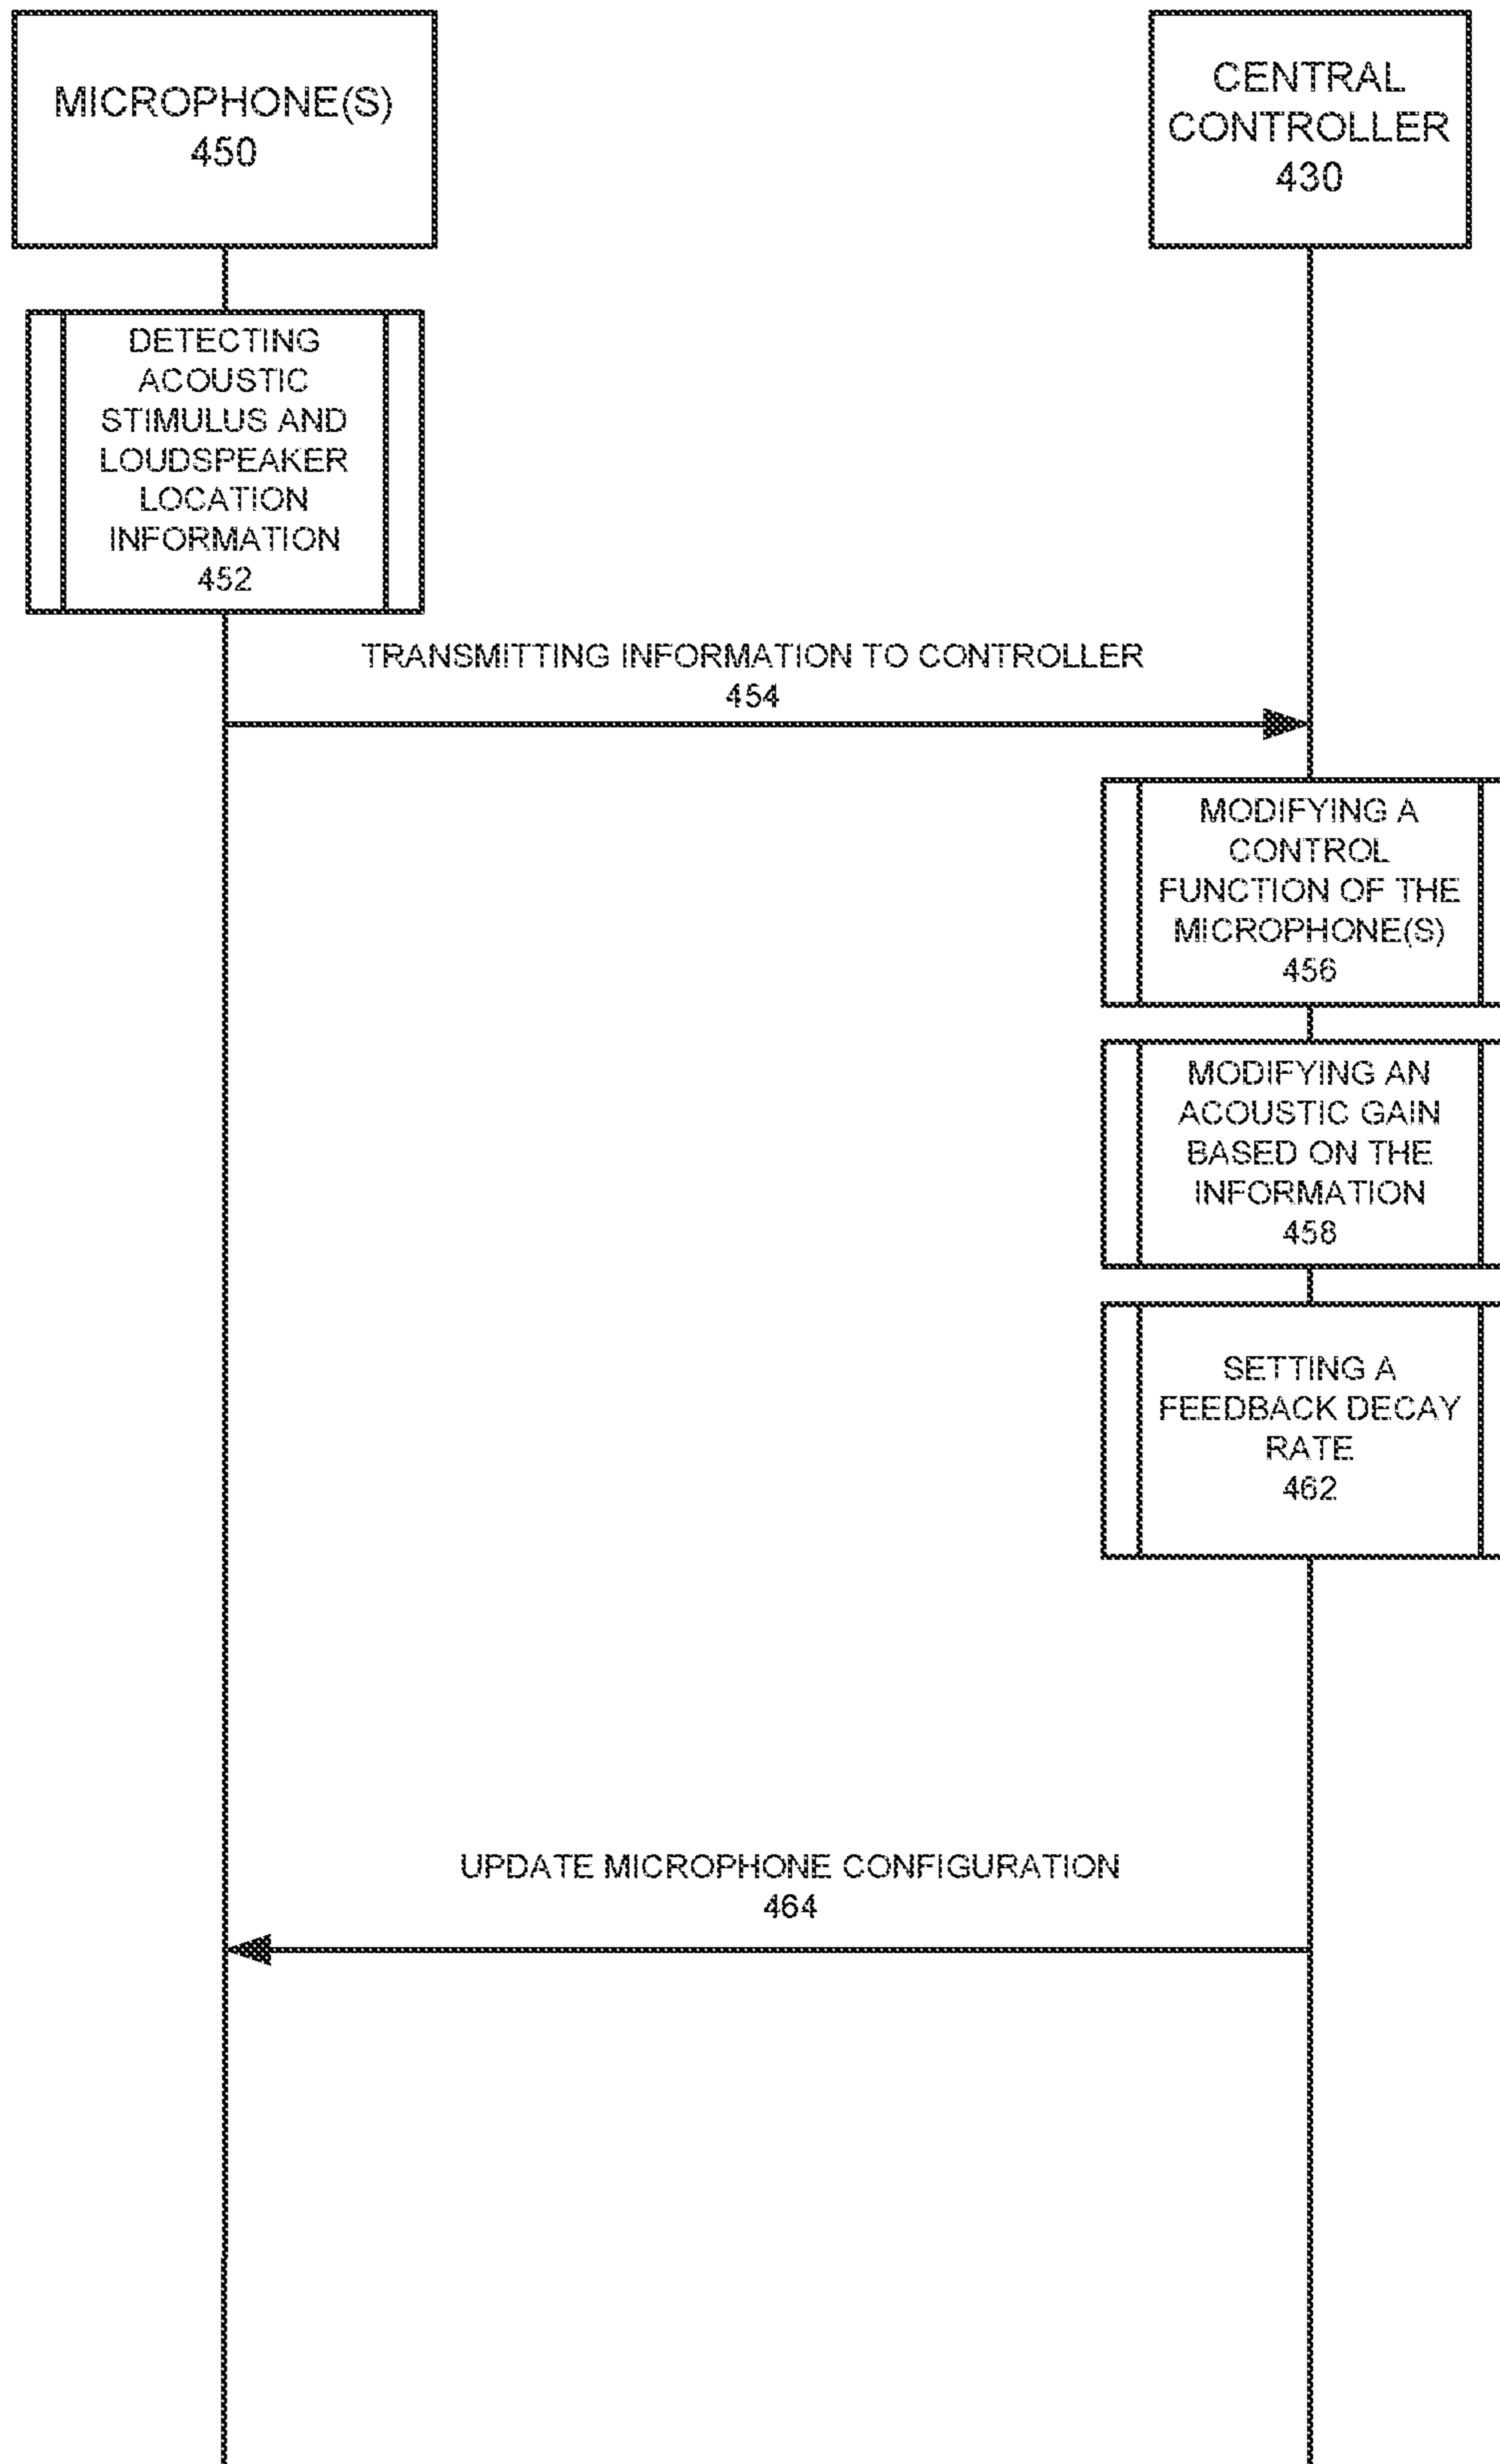 MICROPHONE(S)
450
CENTRAL
CONTROLLER
430
DETECTING
ACOUSTIC
STIMULUS AND
LOUDSPEAKER
LOCATION
INFORMATION
452
TRANSMITTING INFORMATION TO CONTROLLER
454
MODIFYING A
CONTROL
FUNCTION OF THE
MICROPHONE(S)
456
MODIFYING AN
ACOUSTIC GAIN
BASED ON THE
INFORMATION
458
SETTING A
FEEDBACK DECAY
RATE
462
UPDATE MICROPHONE CONFIGURATION
464